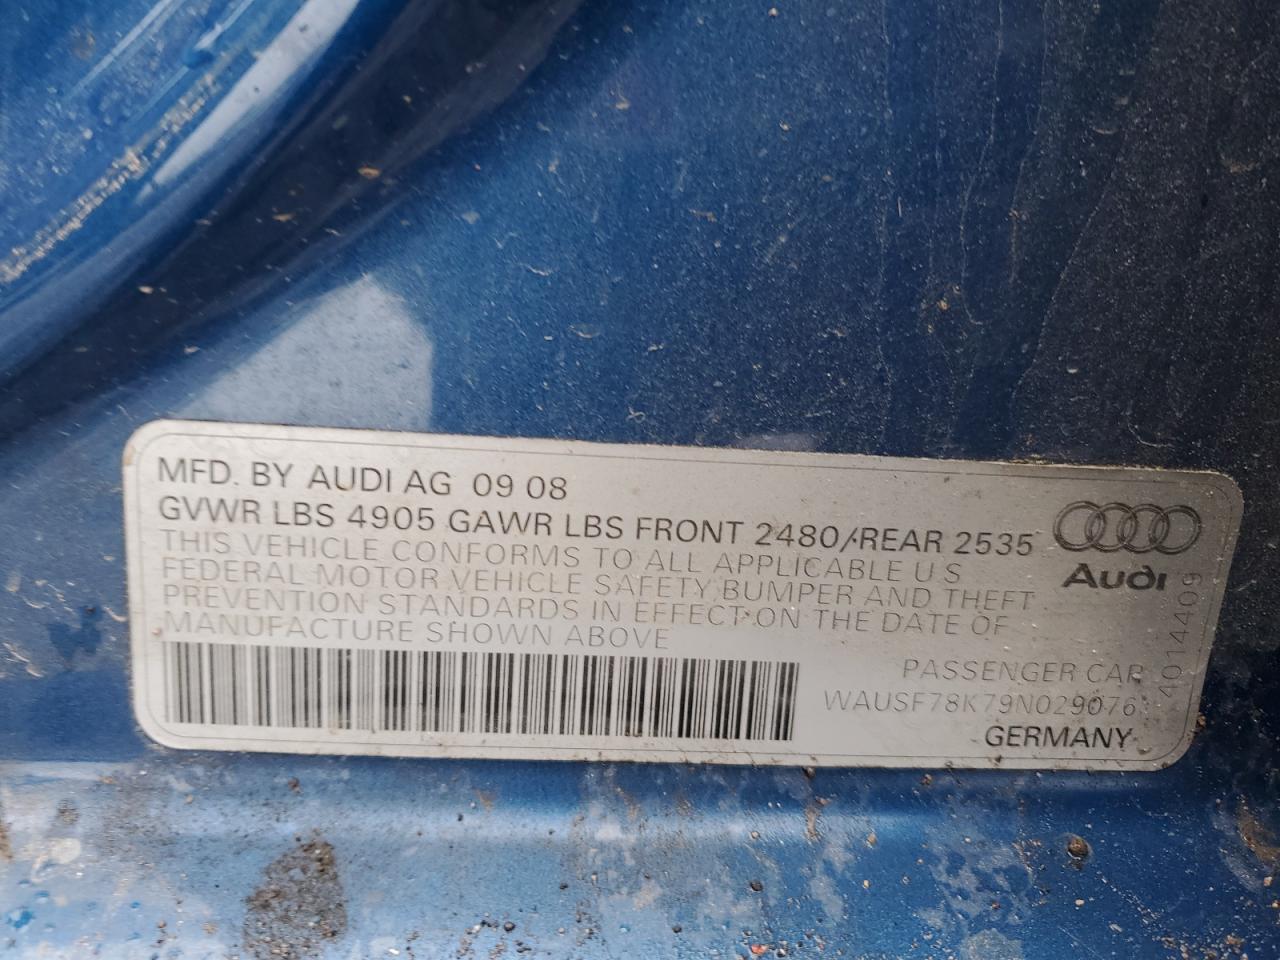 MFD. BY AUDI AG 09 08
GVWR LBS 4905 GAWR LBS FRONT 2480/-REAR 2535
THIS VEHICLE CONFORMS TO ALL APPLICABLE U S
FEDERAL MOTOR VEHICLE SAFETY, BUMPER AND THEFT
PREVENTION STANDARDS IN EFFECT ON THE DATE OF
MANUFACTURE SHOWN ABOVE
Audi
PASSENGER CAR
WAUSF78K79N029076
GERMANY
4014409